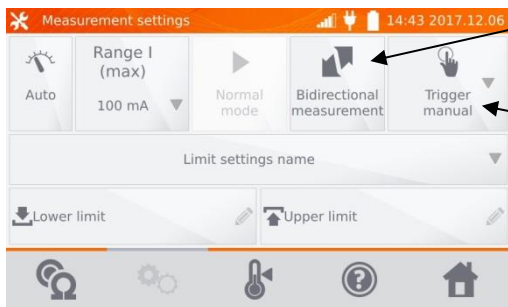 Measurement settings 14:43 2017.12.06
Auto
Range I
(max)
100 mA
Normal
mode
Bidirectional
measurement
Trigger
manual
Limit settings name
Lower limit
Upper limit